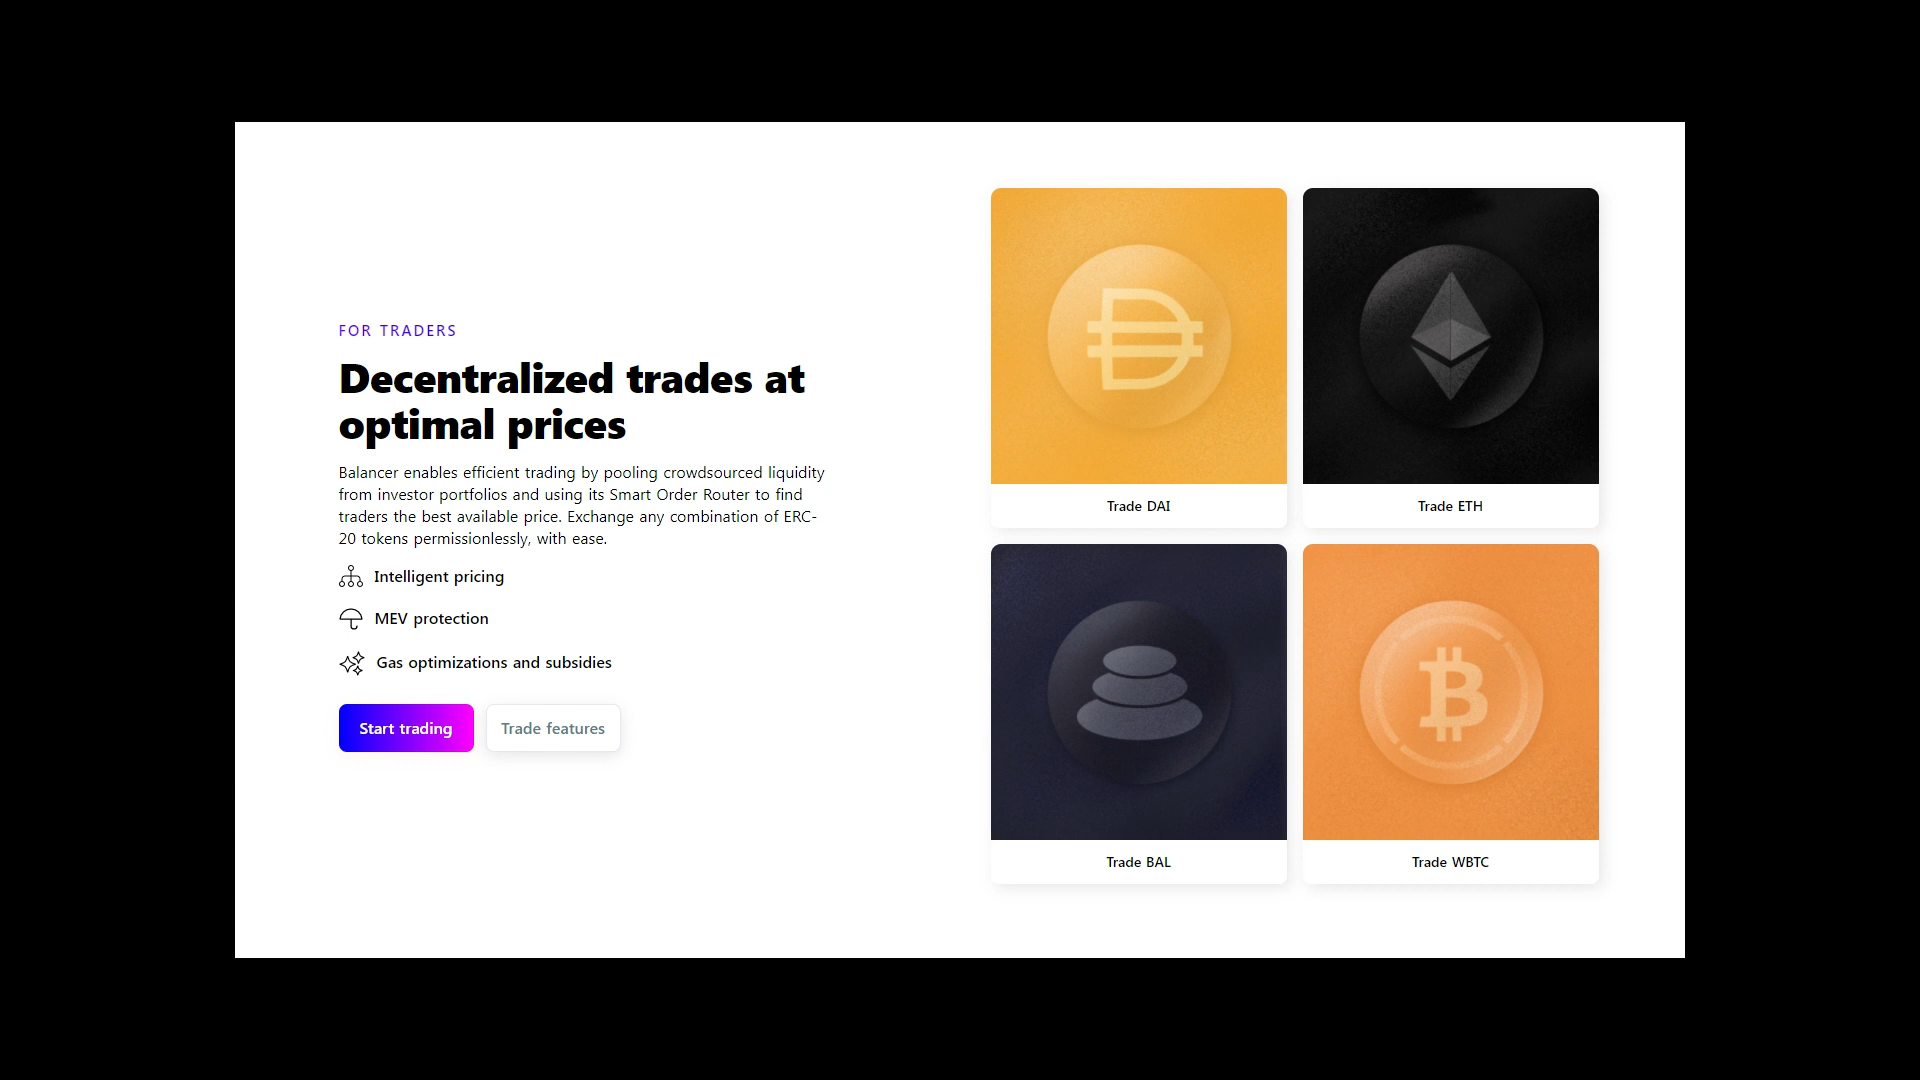 FOR TRADERS
Decentralized trades at
optimal prices
Balancer enables efficient trading by pooling crowdsourced liquidity
from investor portfolios and using its Smart Order Router to find
traders the best available price. Exchange any combination of ERC-
20 tokens permissionlessly, with ease.
Intelligent pricing
MEV protection
Gas optimizations and subsidies
Start trading
Trade features
Trade DAI
Trade ETH
Trade BAL
Trade WBTC